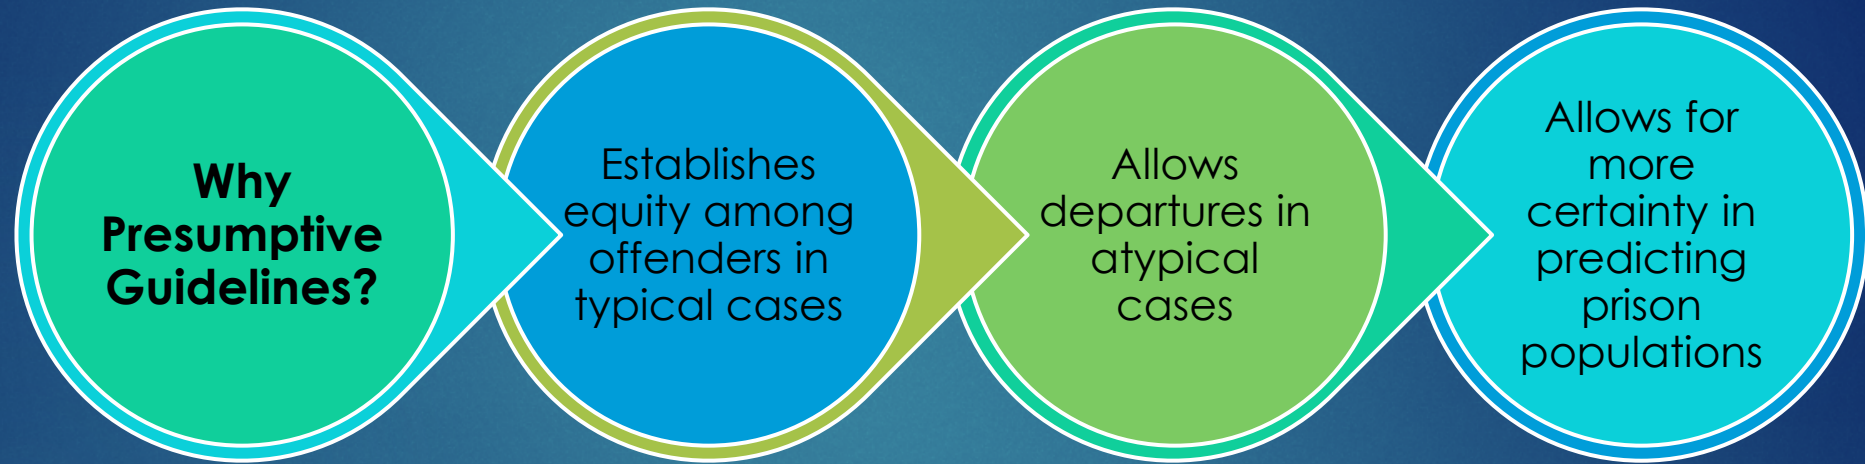 Why
Presumptive
Guidelines?
Establishes
equity among
offenders in
typical cases
Allows
departures in
atypical
cases
Allows for
more
certainty in
predicting
prison
populations